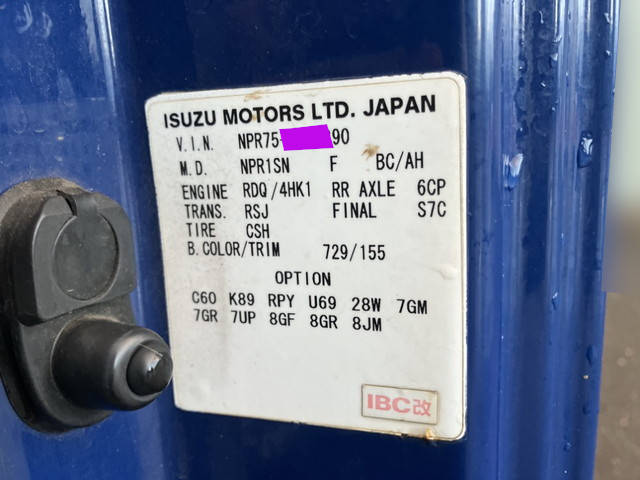 ISUZU MOTORS LTD. JAPAN
V.I.N. NPR75- 90
M.D. NPR1SN F BC/AH
ENGINE RDQ/4HK1 RR AXLE 6CP
TRANS. RSJ FINAL S7C
TIRE CSH
B.COLOR/TRIM 729/155
OPTION
C60 K89 RPY U69 28W 7GM
7GR 7UP 8GF 8GR 8JM
IBC改